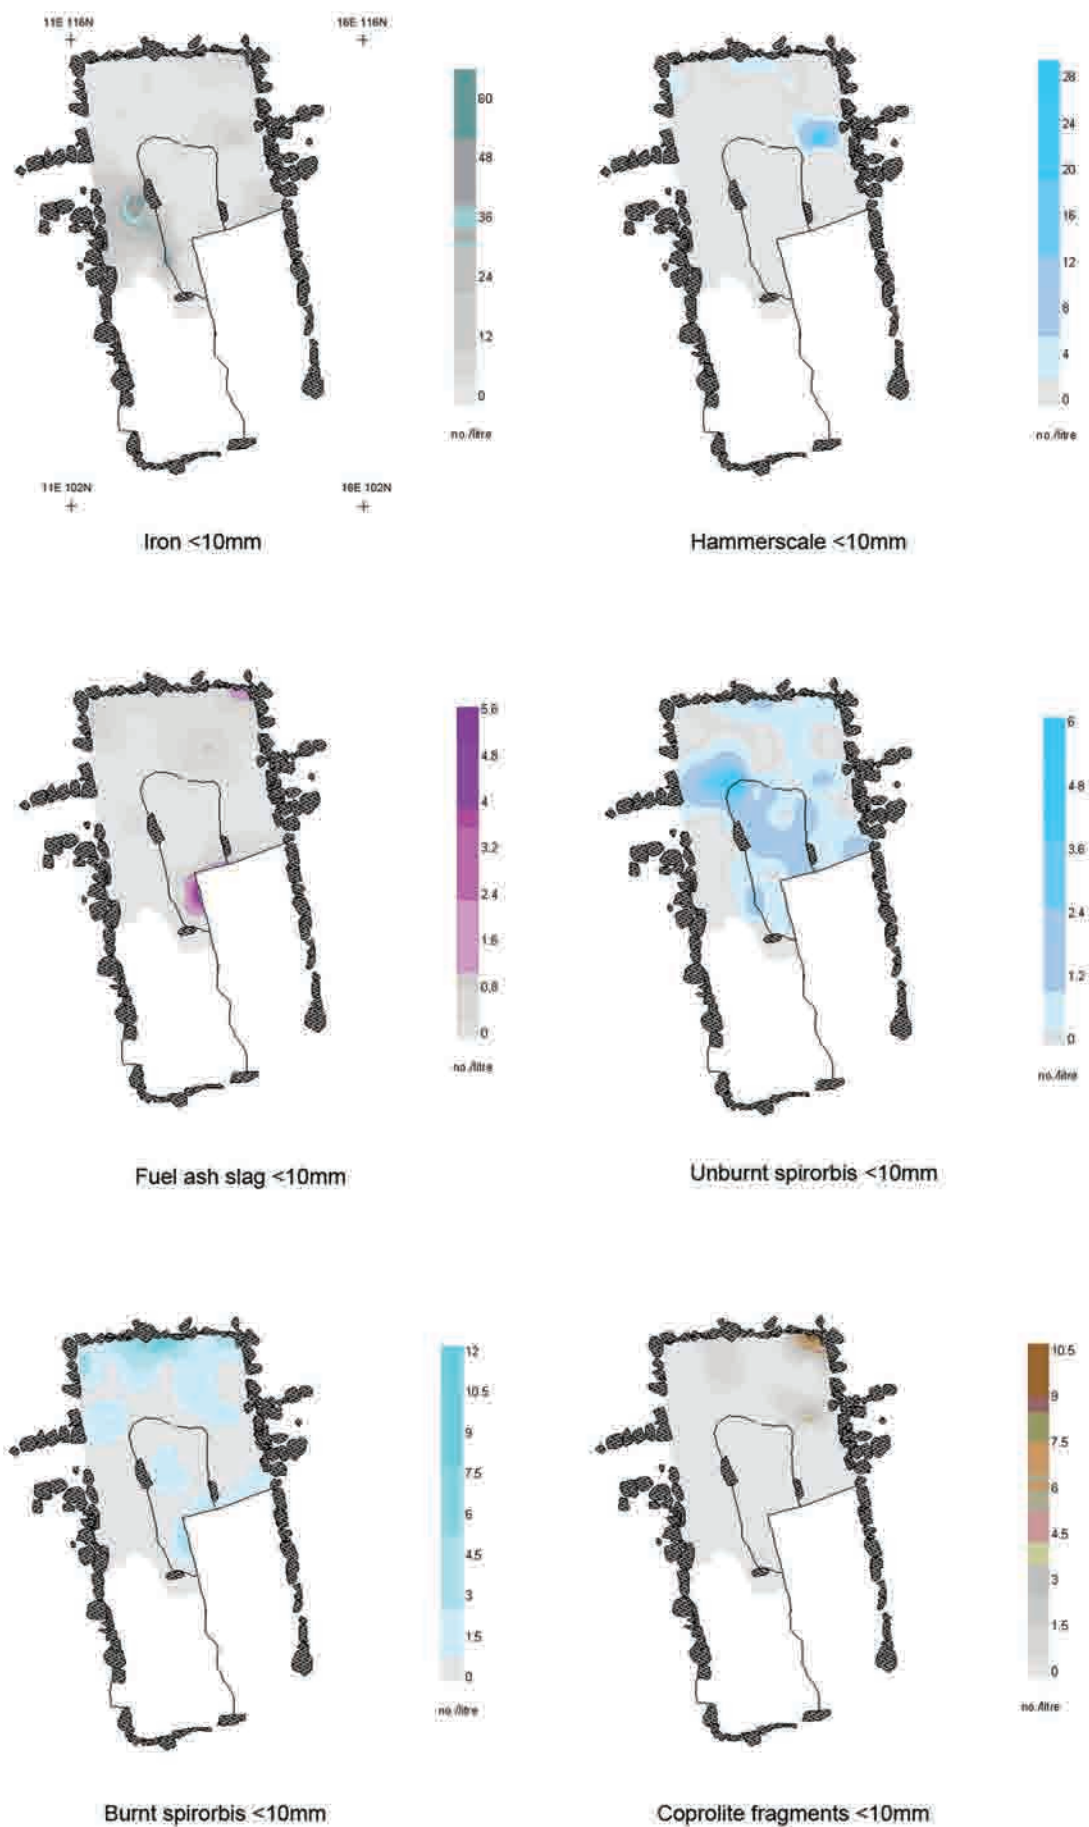 11E 116N
16E 116N
60
48
36
24
12
0
no./litre
11E 102N
16E 102N
Iron <10mm
28
24
20
16
12
8
4
0
no./litre
Hammerscale <10mm
5.6
4.8
4
3.2
2.4
1.6
0.8
0
no./litre
Fuel ash slag <10mm
6
4.8
3.6
2.4
1.2
0
no./litre
Unburnt spirorbis <10mm
12
10.5
9
7.5
6
4.5
3
1.5
0
no./litre
Burnt spirorbis <10mm
10.5
9
7.5
6
4.5
3
1.5
0
no./litre
Coprolite fragments <10mm